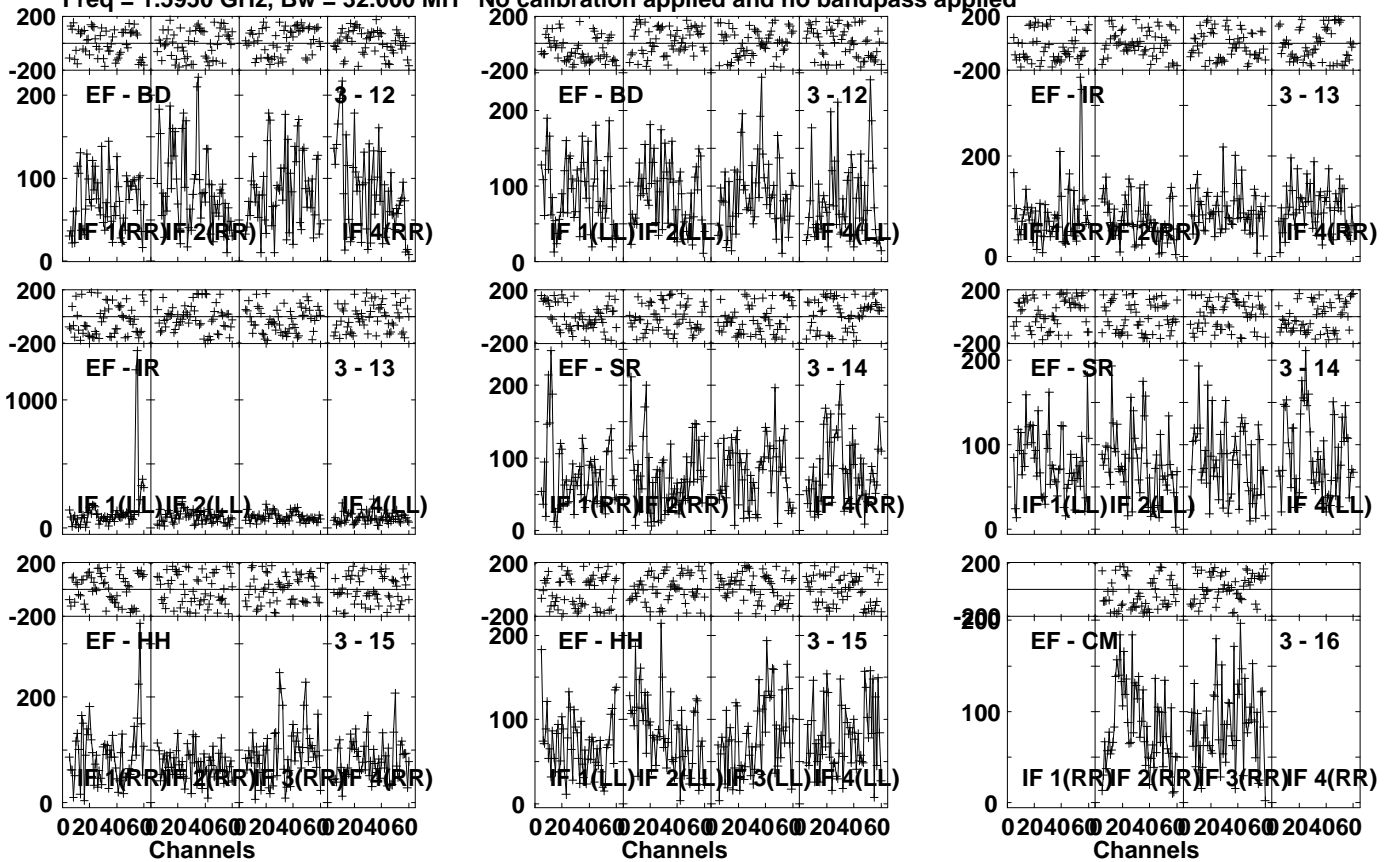 Freq = 1.5950 GHz, Bw = 32.000 MH No calibration applied and no bandpass applied
200
-200
200
100
0
EF - BD 3 - 12
IF 1(RR) IF 2(RR) IF 4(RR)
200
-200
200
100
0
EF - BD 3 - 12
IF 1(LL) IF 2(LL) IF 4(LL)
200
-200
200
0
EF - IR 3 - 13
IF 1(RR) IF 2(RR) IF 4(RR)
200
-200
1000
0
EF - IR 3 - 13
IF 1(LL) IF 2(LL) IF 4(LL)
200
-200
200
100
0
EF - SR 3 - 14
IF 1(RR) IF 2(RR) IF 4(RR)
200
-200
200
100
0
EF - SR 3 - 14
IF 1(LL) IF 2(LL) IF 4(LL)
200
-200
200
0
EF - HH 3 - 15
IF 1(RR) IF 2(RR) IF 3(RR) IF 4(RR)
0 20 40 60 0 20 40 60 0 20 40 60 0 20 40 60
Channels
200
-200
200
100
0
EF - HH 3 - 15
IF 1(LL) IF 2(LL) IF 3(LL) IF 4(LL)
0 20 40 60 0 20 40 60 0 20 40 60 0 20 40 60
Channels
200
-200
200
100
0
EF - CM 3 - 16
IF 1(RR) IF 2(RR) IF 3(RR) IF 4(RR)
0 20 40 60 0 20 40 60 0 20 40 60 0 20 40 60
Channels